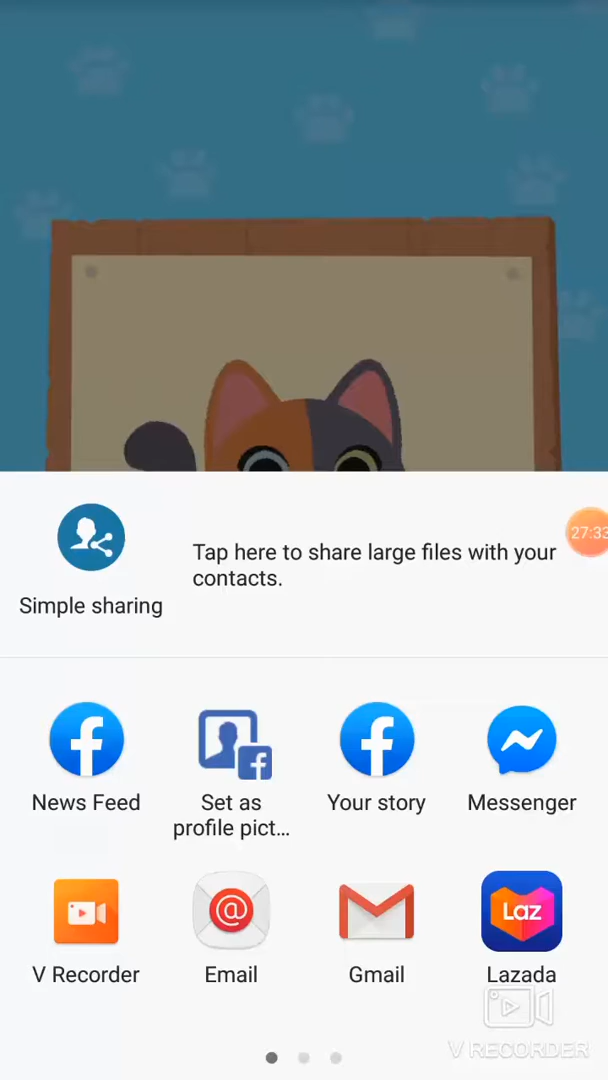 Tap here to share large files with your
contacts.
27:33
Simple sharing
News Feed
Set as
profile pict...
Your story
Messenger
V Recorder
@
Email
Gmail
Laz
Lazada
V RECORDER